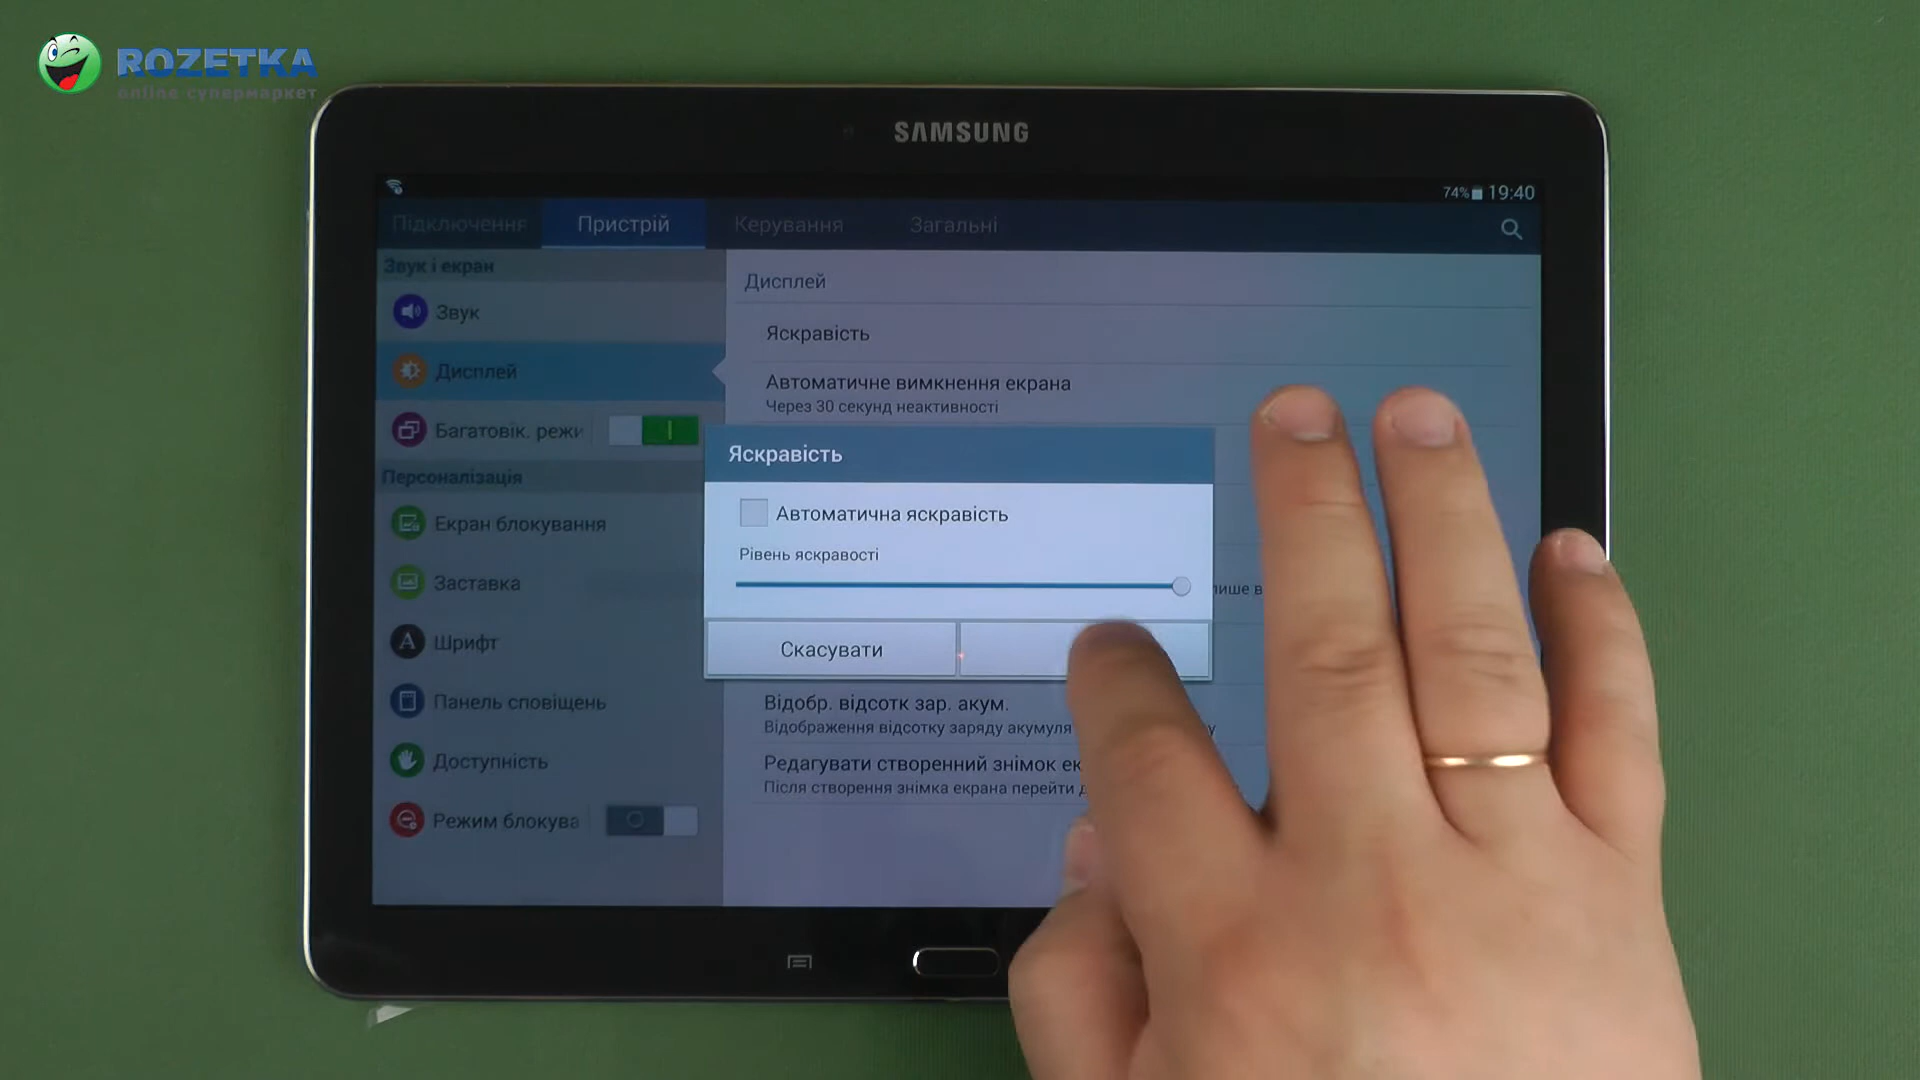 ROZETKA
online супермаркет
SAMSUNG
74% 19:40
Підключення Пристрій Керування Загальні
Звук і екран
Звук
Дисплей
Багатовік. режи
Персоналізація
Екран блокування
Заставка
Шрифт
Панель сповіщень
Доступність
Режим блокува
Дисплей
Яскравість
Автоматичне вимкнення екрана
Через 30 секунд неактивності
Яскравість
Автоматична яскравість
Рівень яскравості
Скасувати
лише в
Відобр. відсотк зар. акум.
Відображення відсотку заряду акумуля у
Редагувати створенний знімок ек
Після створення знімка екрана перейти д